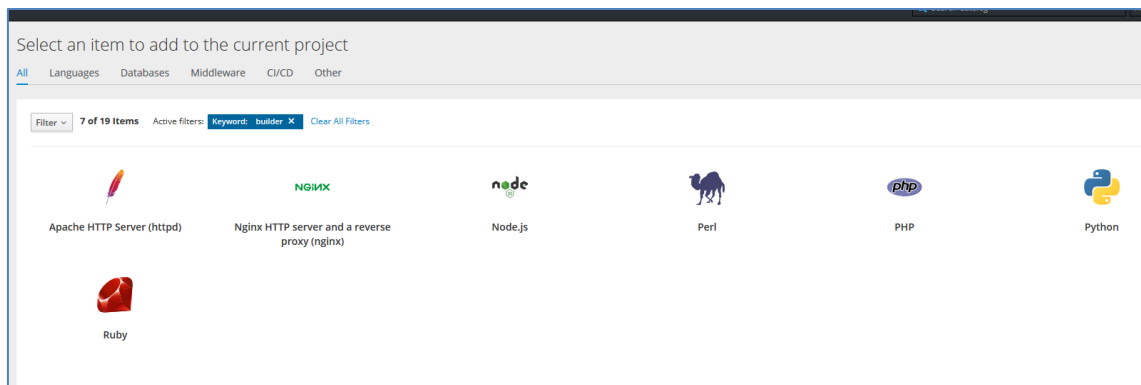 Select an item to add to the current project
All Languages Databases Middleware CI/CD Other
Filter 7 of 19 Items Active filters: Keyword: builder X Clear All Filters
NGINX
node
JS
php
Apache HTTP Server (httpd)
Nginx HTTP server and a reverse
proxy (nginx)
Node.js
Perl
PHP
Python
Ruby